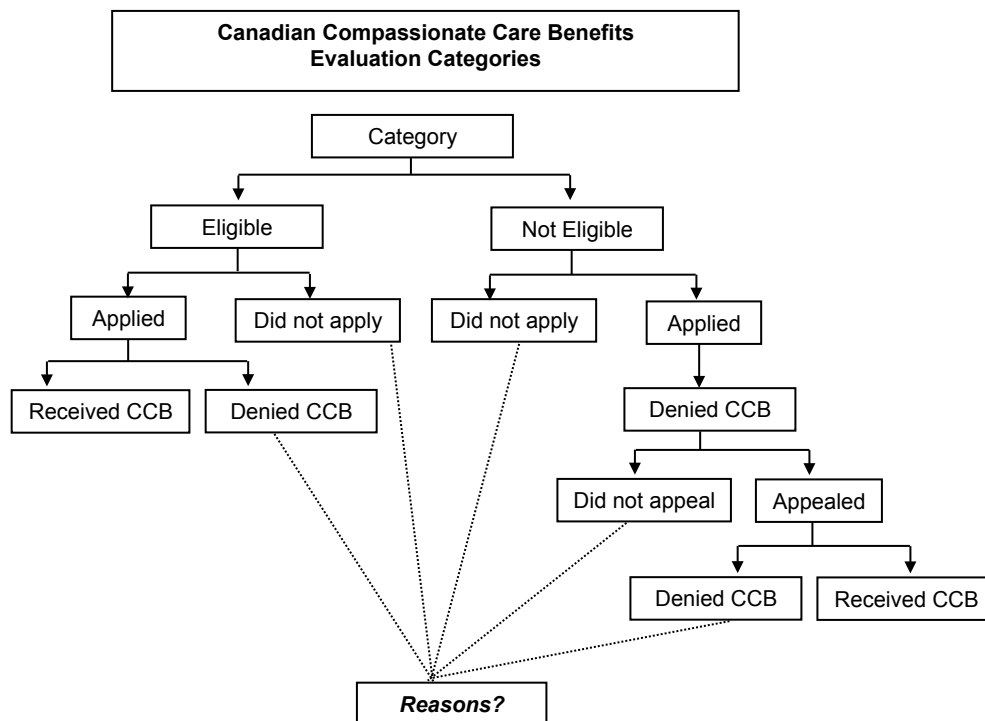 Canadian Compassionate Care Benefits
Evaluation Categories
Category
Eligible
Not Eligible
Applied
Did not apply
Did not apply
Applied
Received CCB
Denied CCB
Denied CCB
Did not appeal
Appealed
Denied CCB
Received CCB
Reasons?